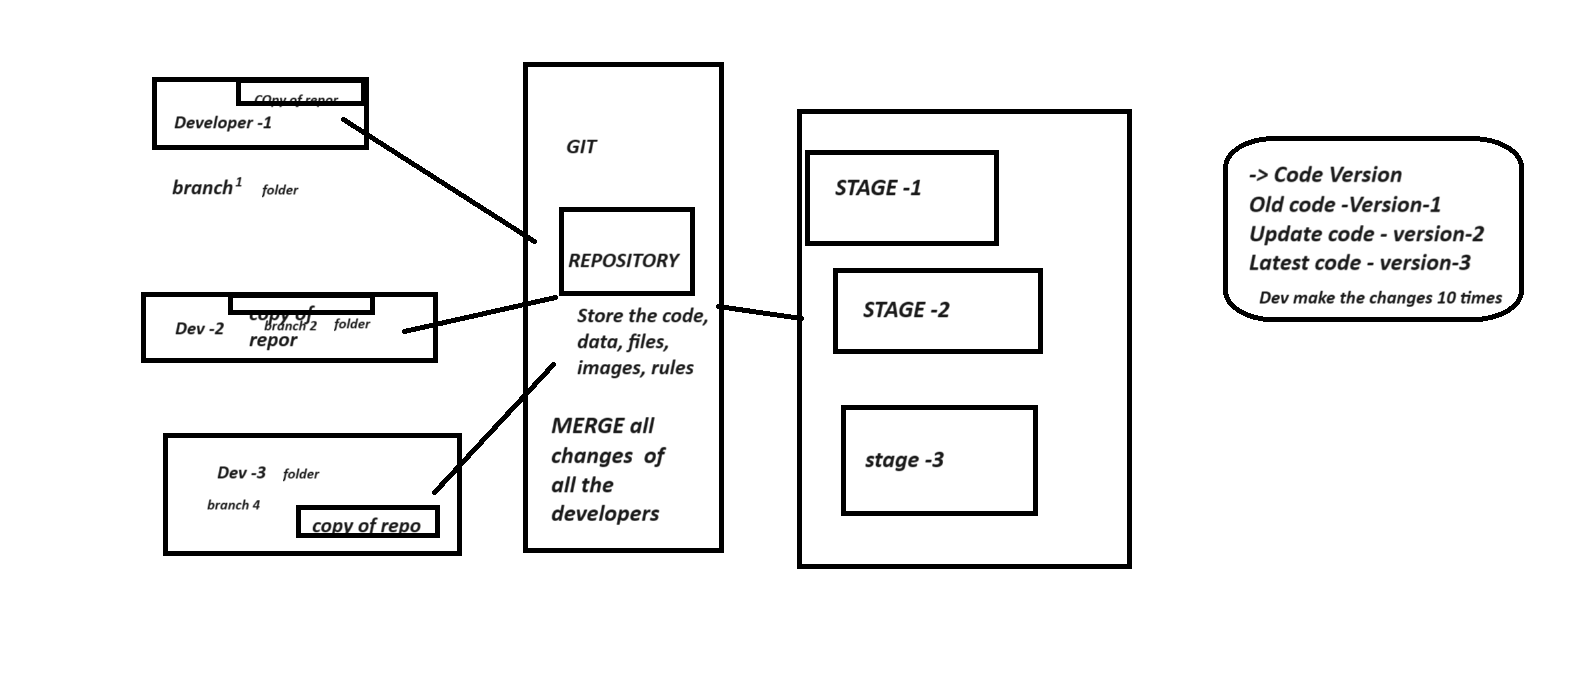 COpy of repor
Developer -1
branch 1 folder
copy of
repor
Dev -2
branch 2
folder
Dev -3 folder
branch 4
copy of repo
GIT
REPOSITORY
Store the code,
data, files,
images, rules
MERGE all
changes of
all the
developers
STAGE -1
STAGE -2
stage -3
-> Code Version
Old code -Version-1
Update code - version-2
Latest code - version-3
Dev make the changes 10 times